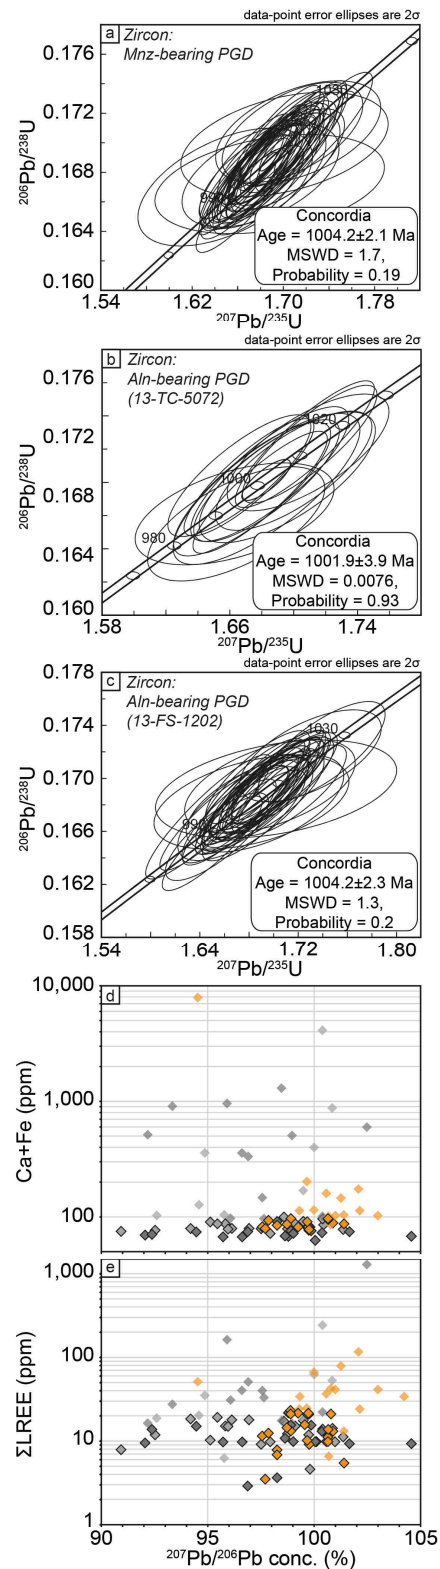 data-point error ellipses are 2σ
a
Zircon:
Mnz-bearing PGD
1030
990
0.176
0.172
0.168
0.164
0.160
206Pb/238U
Concordia
Age = 1004.2±2.1 Ma
MSWD = 1.7,
Probability = 0.19
1.54
1.62
1.70
1.78
207Pb/235U
data-point error ellipses are 2σ
b
Zircon:
Aln-bearing PGD
(13-TC-5072)
1020
1000
980
0.176
0.172
0.168
0.164
0.160
206Pb/238U
Concordia
Age = 1001.9±3.9 Ma
MSWD = 0.0076,
Probability = 0.93
1.58
1.66
1.74
207Pb/235U
data-point error ellipses are 2σ
c
Zircon:
Aln-bearing PGD
(13-FS-1202)
1030
990
0.178
0.174
0.170
0.166
0.162
0.158
206Pb/238U
Concordia
Age = 1004.2±2.3 Ma
MSWD = 1.3,
Probability = 0.2
1.54
1.64
1.72
1.80
207Pb/235U
d
10,000
1,000
100
Ca+Fe (ppm)
e
1,000
100
10
1
ΣLREE (ppm)
90
95
100
105
207Pb/206Pb conc. (%)